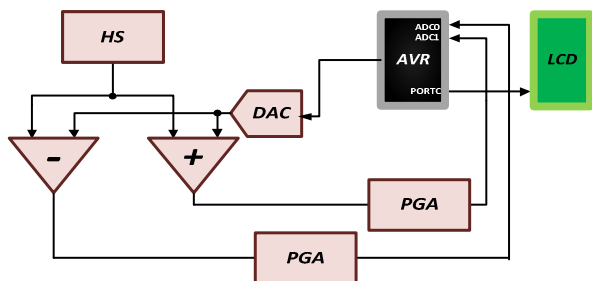 HS
ADC0
ADC1
AVR
PORTC
LCD
DAC
-
+
PGA
PGA